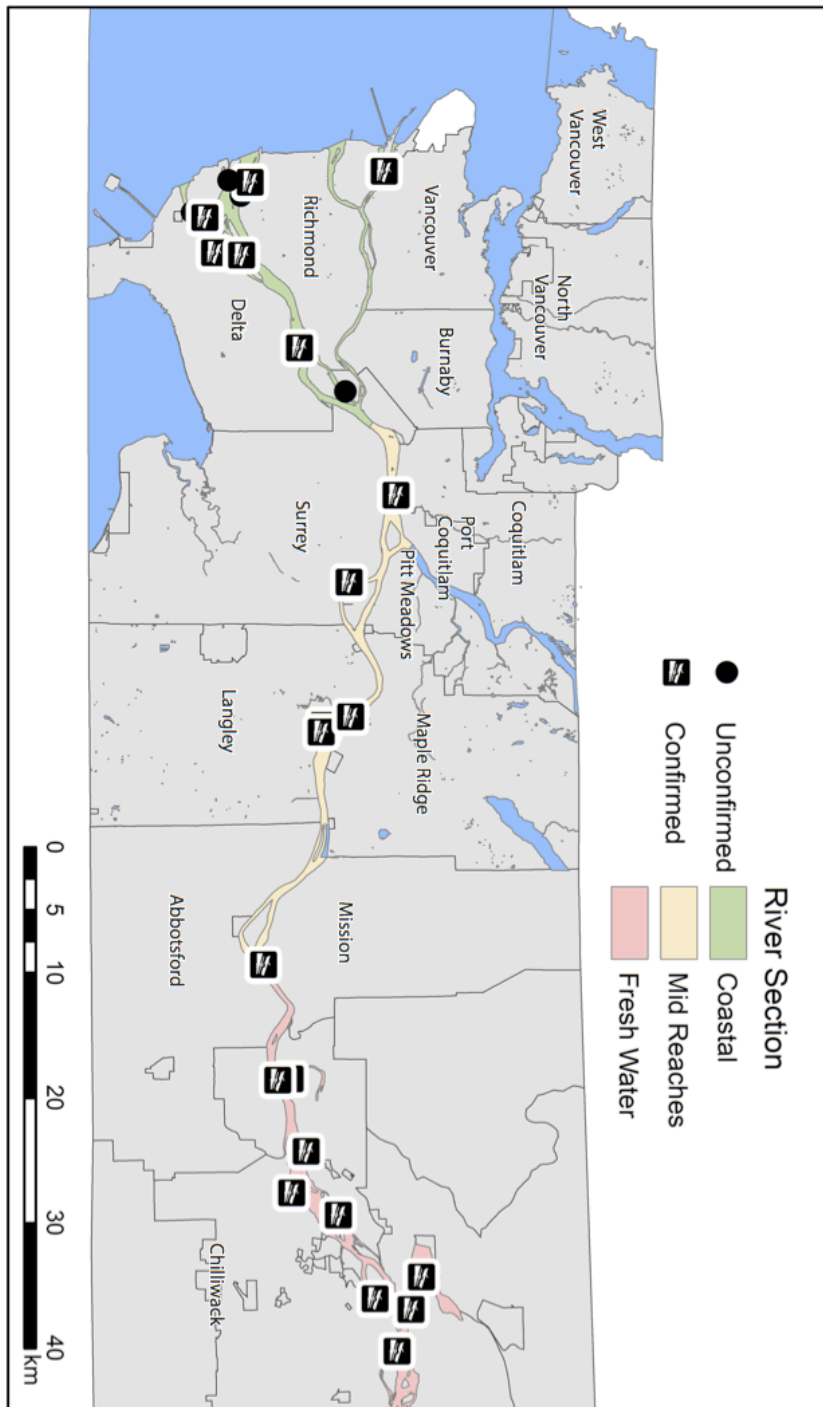 West
Vancouver
North
Vancouver
Vancouver
Burnaby
Richmond
Delta
Coquitlam
Port
Coquitlam
Pitt Meadows
Surrey
Maple Ridge
Langley
Mission
Abbotsford
Chilliwack
Unconfirmed
Confirmed
River Section
Coastal
Mid Reaches
Fresh Water
0 5 10 20 30 40
km